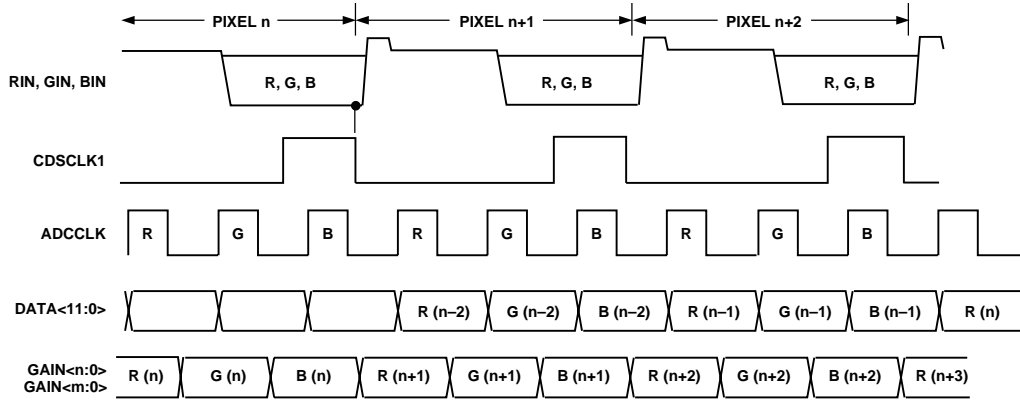 PIXEL n PIXEL n+1 PIXEL n+2
RIN, GIN, BIN R, G, B R, G, B R, G, B
CDSCLK1
ADCCLK R G B R G B R G B
DATA<11:0> R (n–2) G (n–2) B (n–2) R (n–1) G (n–1) B (n–1) R (n)
GAIN<n:0>
GAIN<m:0>
R (n) G (n) B (n) R (n+1) G (n+1) B (n+1) R (n+2) G (n+2) B (n+2) R (n+3)